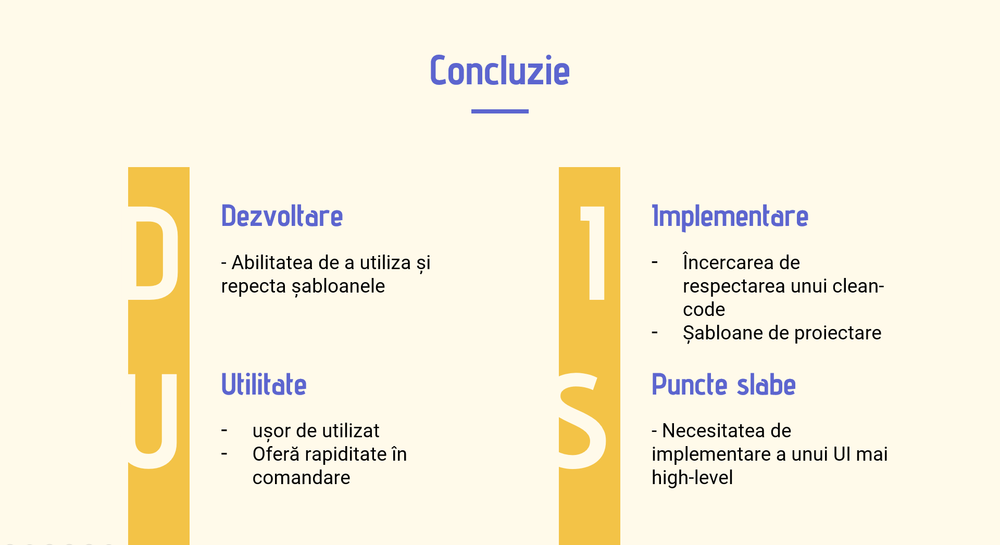 Concluzie
D
Dezvoltare
- Abilitatea de a utiliza și
repecta șabloanele
I
Implementare
- Încercarea de
respectarea unui clean-
code
- Șabloane de proiectare
U
Utilitate
- ușor de utilizat
- Oferă rapiditate în
comandare
S
Puncte slabe
- Necesitatea de
implementare a unui UI mai
high-level